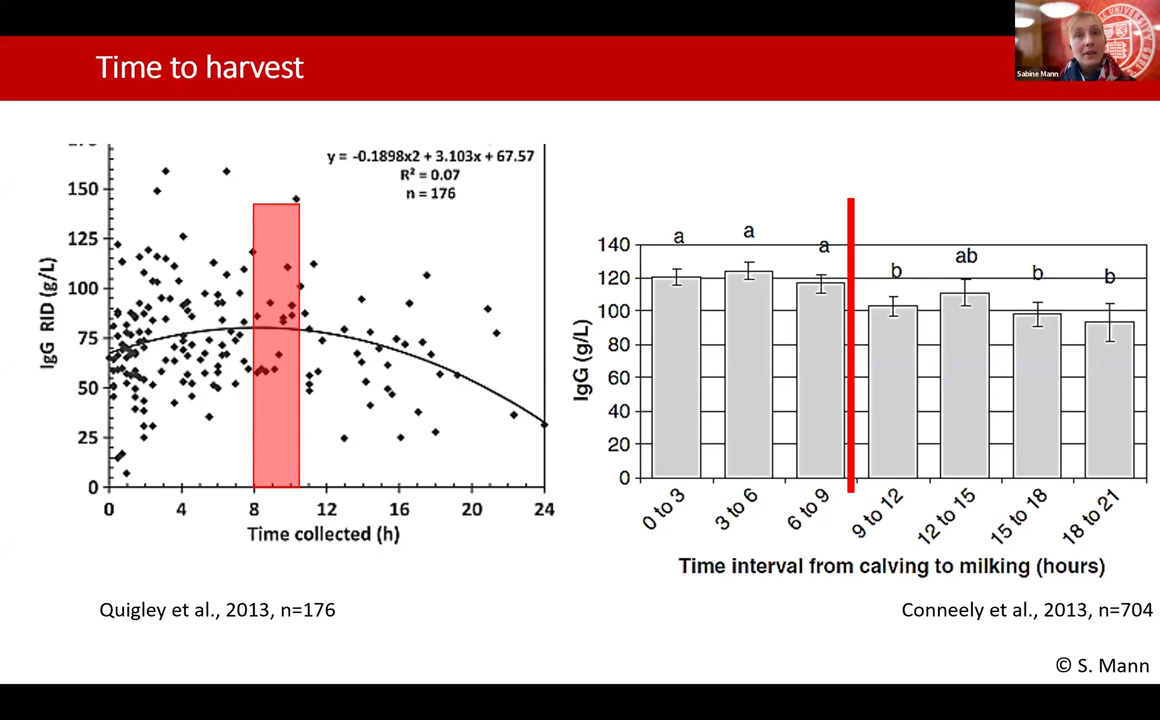 Time to harvest
Sabine Mann
y = -0.1898x2 + 3.103x + 67.57
R² = 0.07
n = 176
150
125
100
75
50
25
0
IgG RID (g/L)
0 4 8 12 16 20 24
Time collected (h)
Quigley et al., 2013, n=176
a a a b ab b b
140
120
100
80
60
40
20
0
IgG (g/L)
0 to 3 3 to 6 6 to 9 9 to 12 12 to 15 15 to 18 18 to 21
Time interval from calving to milking (hours)
Conneely et al., 2013, n=704
© S. Mann